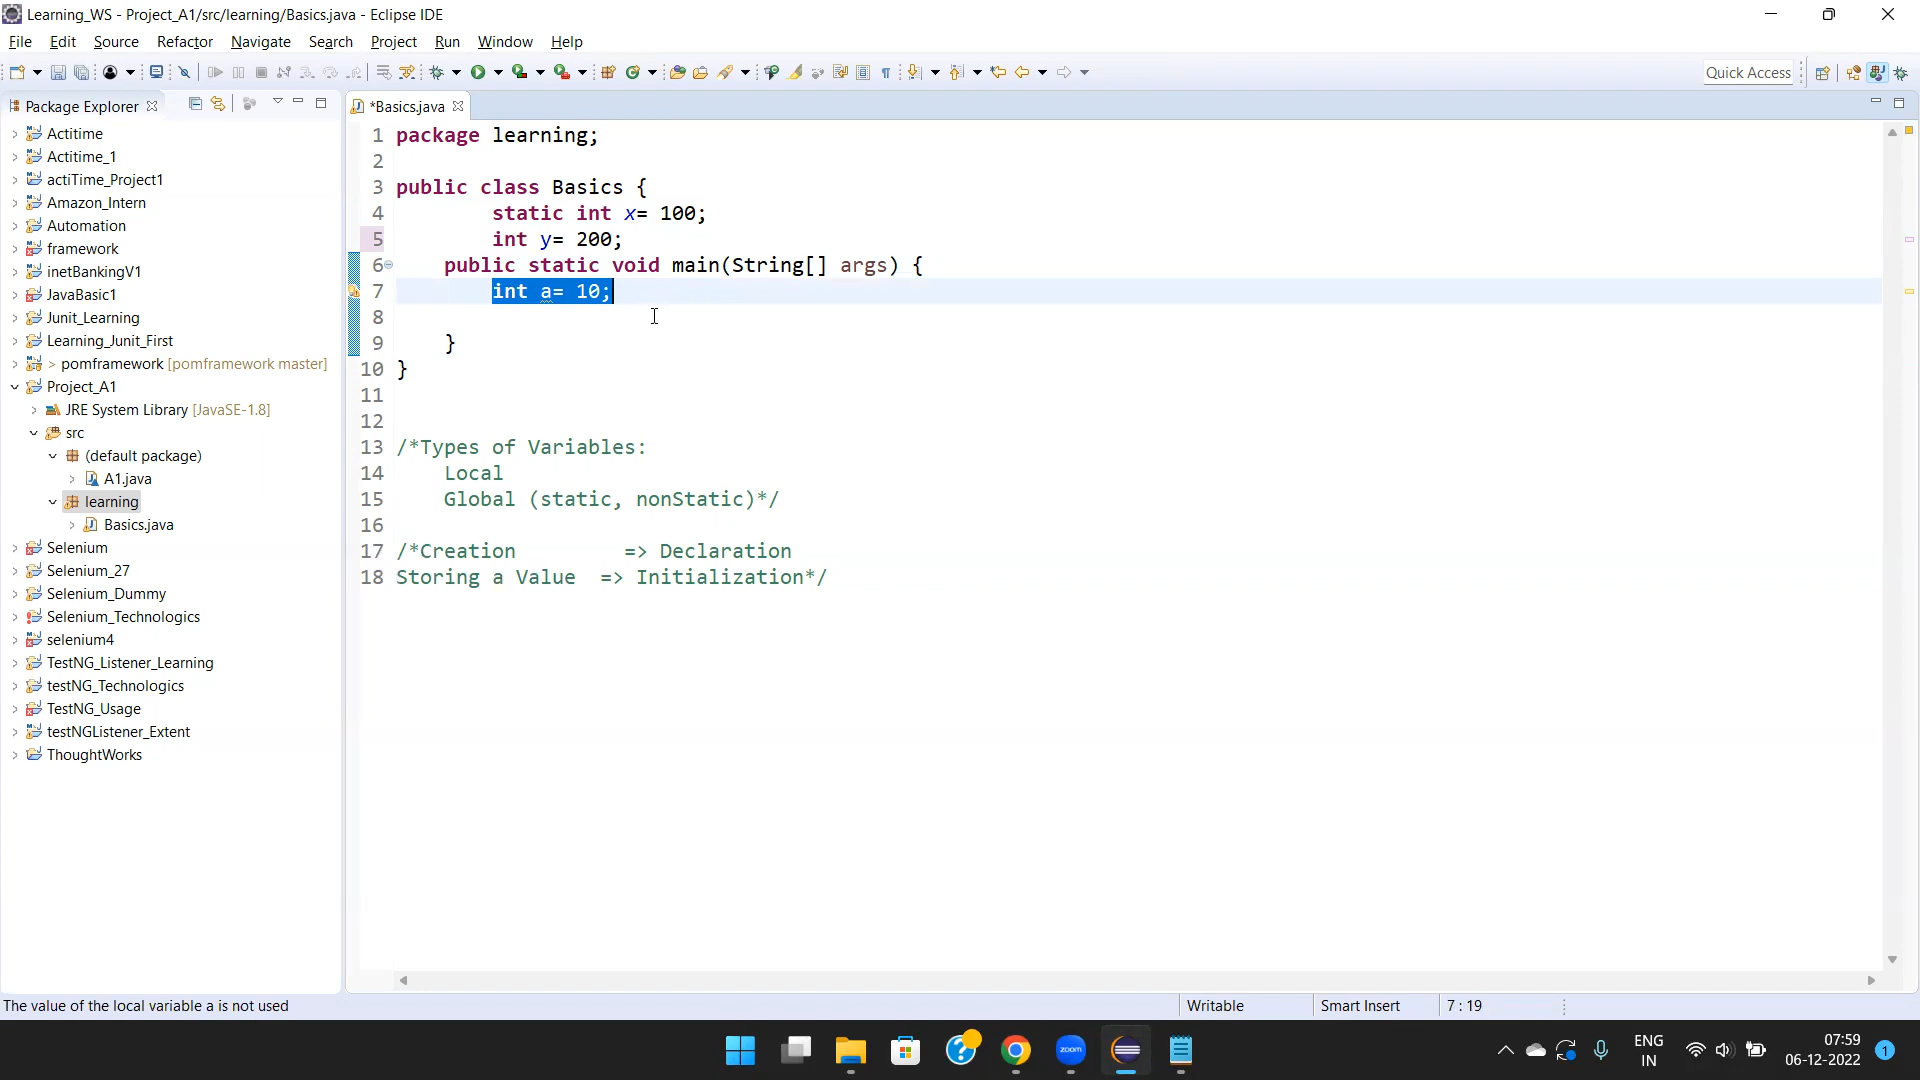 Learning_WS - Project_A1/src/learning/Basics.java - Eclipse IDE
File Edit Source Refactor Navigate Search Project Run Window Help
Quick Access
Package Explorer
*Basics.java
Actitime
Actitime_1
actiTime_Project1
Amazon_Intern
Automation
framework
inetBankingV1
JavaBasic1
Junit_Learning
Learning_Junit_First
> pomframework [pomframework master]
Project_A1
JRE System Library [JavaSE-1.8]
src
(default package)
A1.java
learning
Basics.java
Selenium
Selenium_27
Selenium_Dummy
Selenium_Technologics
selenium4
TestNG_Listener_Learning
testNG_Technologics
TestNG_Usage
testNGListener_Extent
ThoughtWorks
1 package learning;
2
3 public class Basics {
4 static int x= 100;
5 int y= 200;
6 public static void main(String[] args) {
7 int a= 10;
8
9 }
10 }
11
12
13 /*Types of Variables:
14 Local
15 Global (static, nonStatic)*/
16
17 /*Creation => Declaration
18 Storing a Value => Initialization*/
The value of the local variable a is not used
Writable
Smart Insert
7 : 19
zoom
ENG
IN
07:59
06-12-2022
1